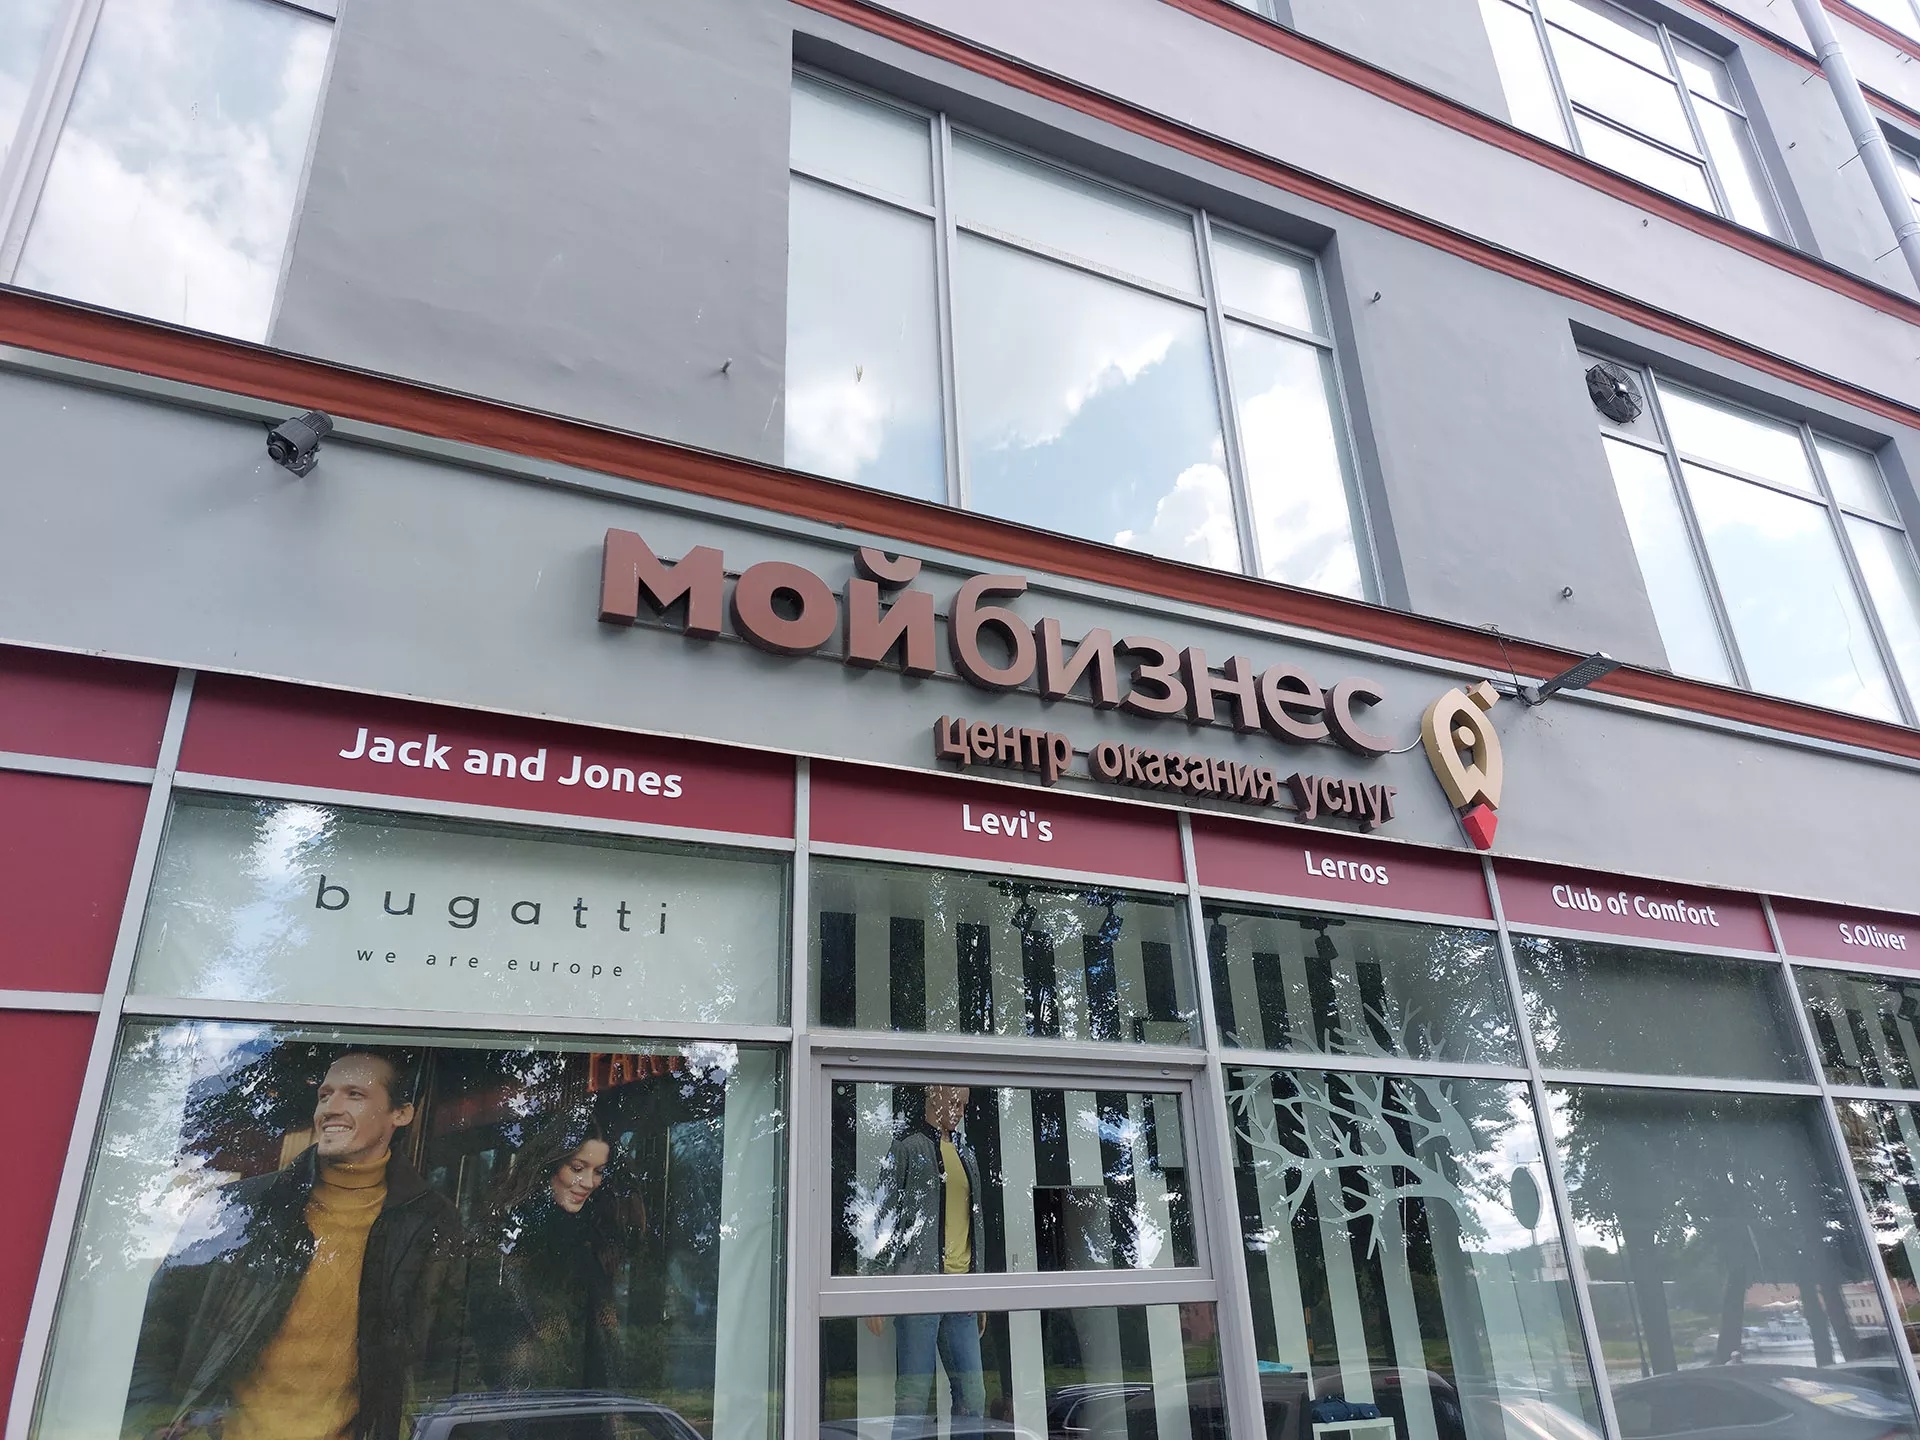 мойбизнес
центр оказания услуг
Jack and Jones
Levi's
Lerros
Club of Comfort
S.Oliver
bugatti
we are europe